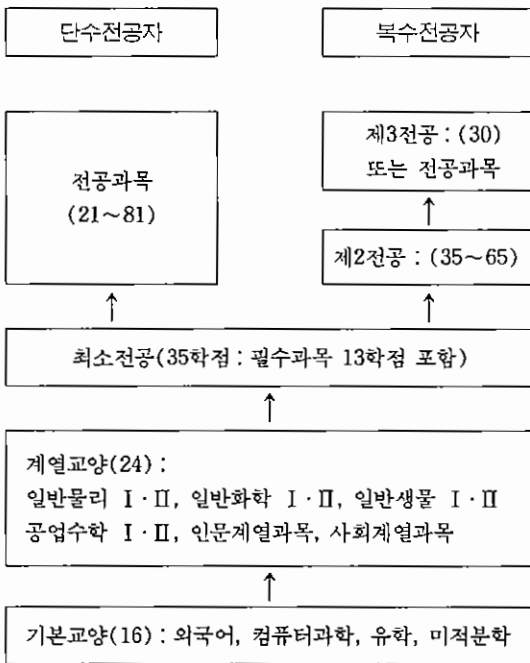 단수전공자
복수전공자
전공과목
(21~81)
제3전공 : (30)
또는 전공과목
제2전공 : (35~65)
최소전공(35학점 : 필수과목 13학점 포함)
계열교양(24) :
일반물리 Ⅰ·Ⅱ, 일반화학 Ⅰ·Ⅱ, 일반생물 Ⅰ·Ⅱ
공업수학 Ⅰ·Ⅱ, 인문계열과목, 사회계열과목
기본교양(16) : 외국어, 컴퓨터과학, 유학, 미적분학